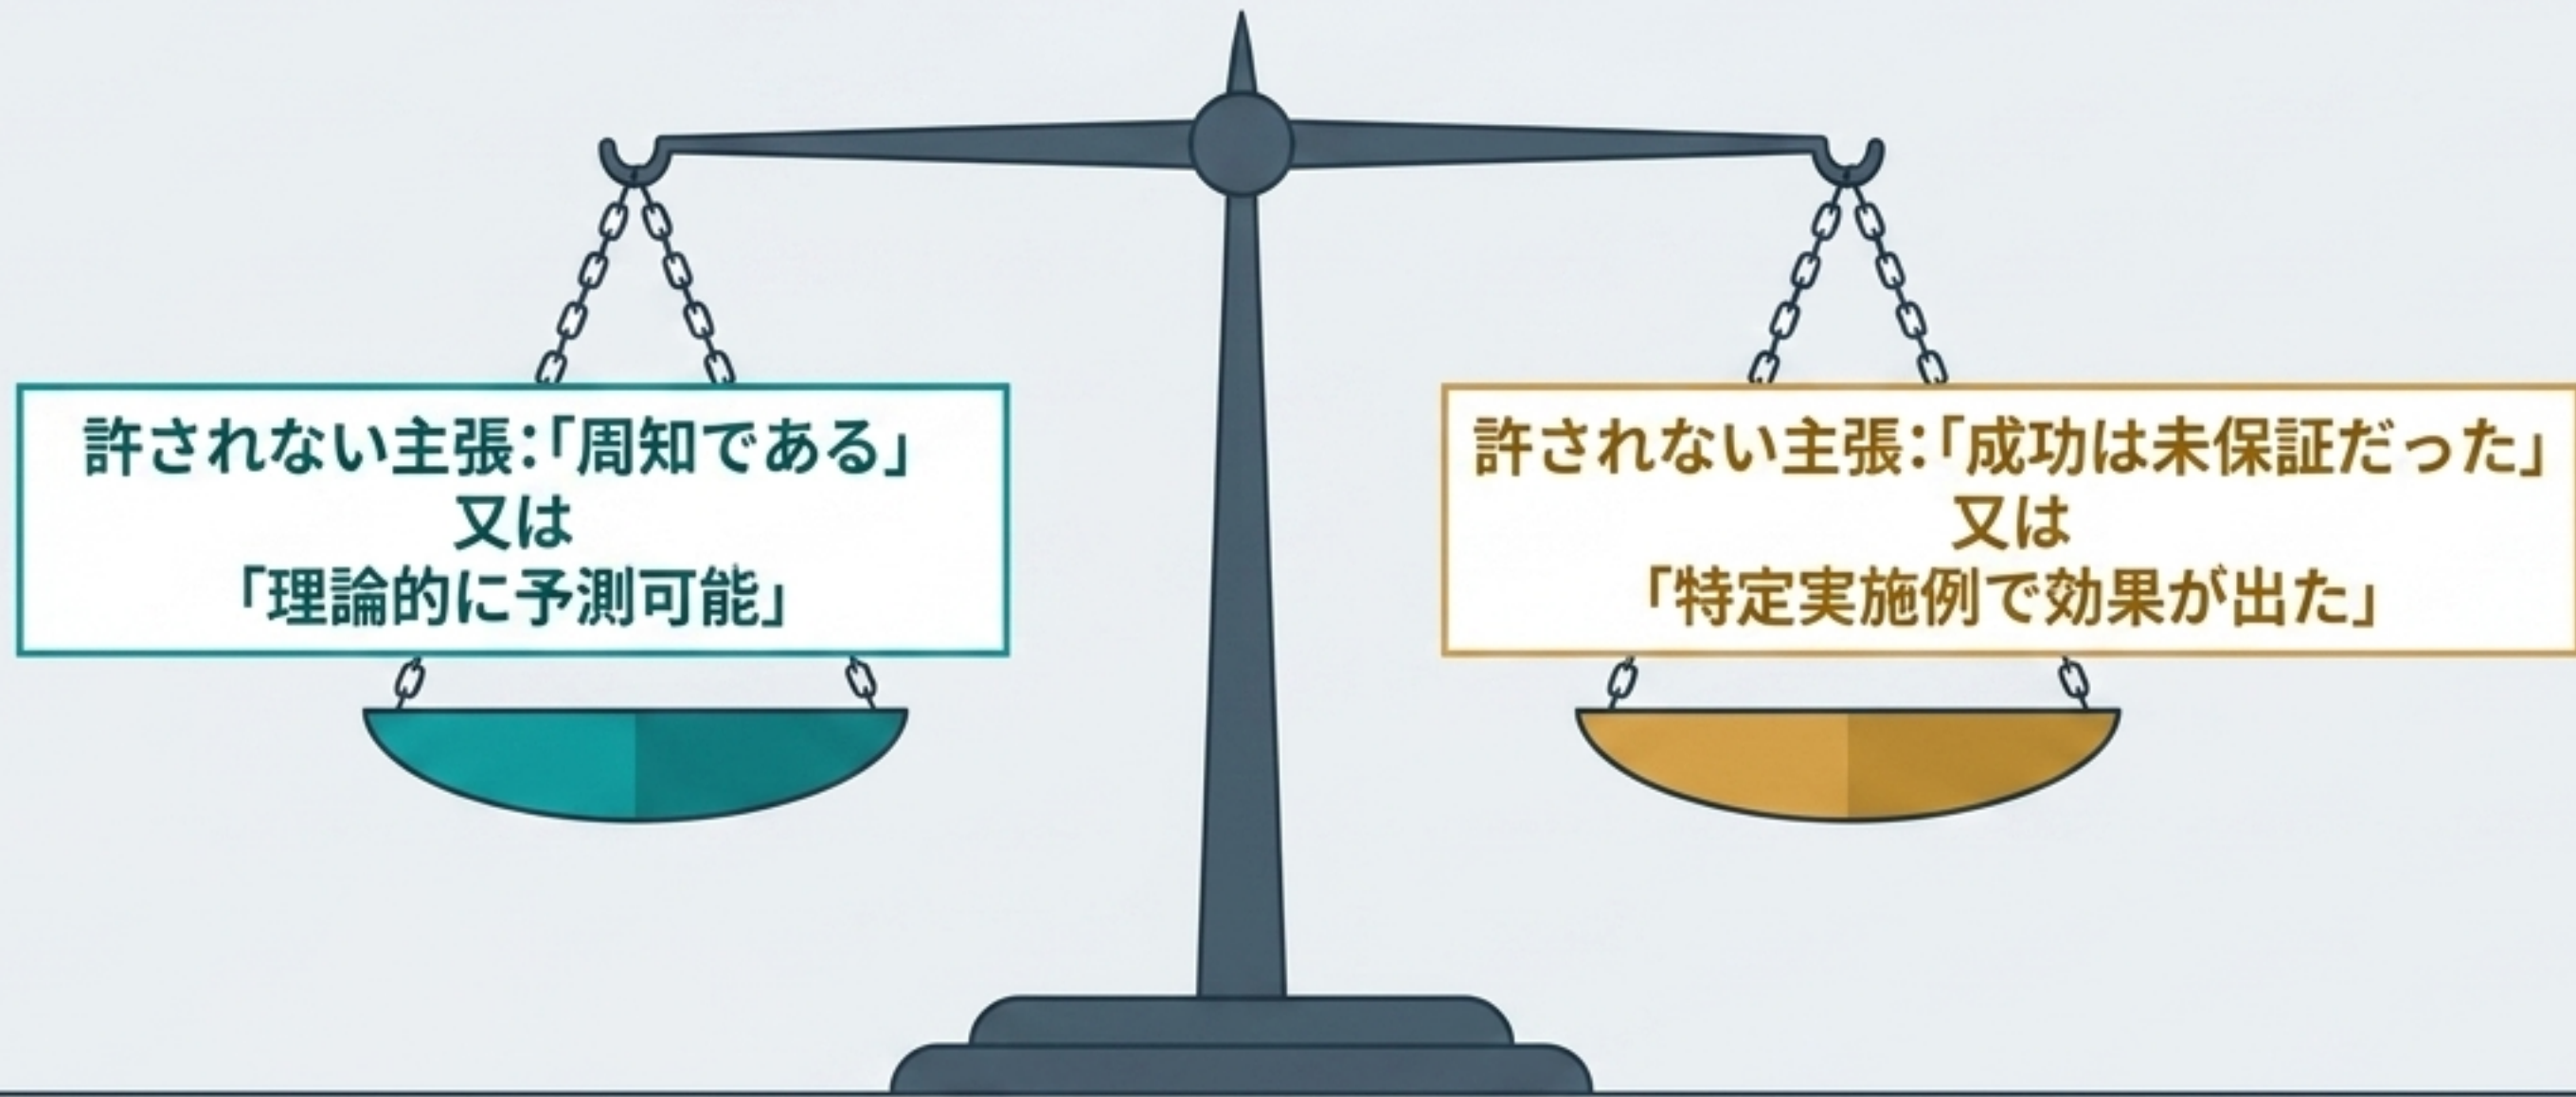 許されない主張：「周知である」
又は
「理論的に予測可能」
許されない主張：「成功は未保証だった」
又は
「特定実施例で効果が出た」